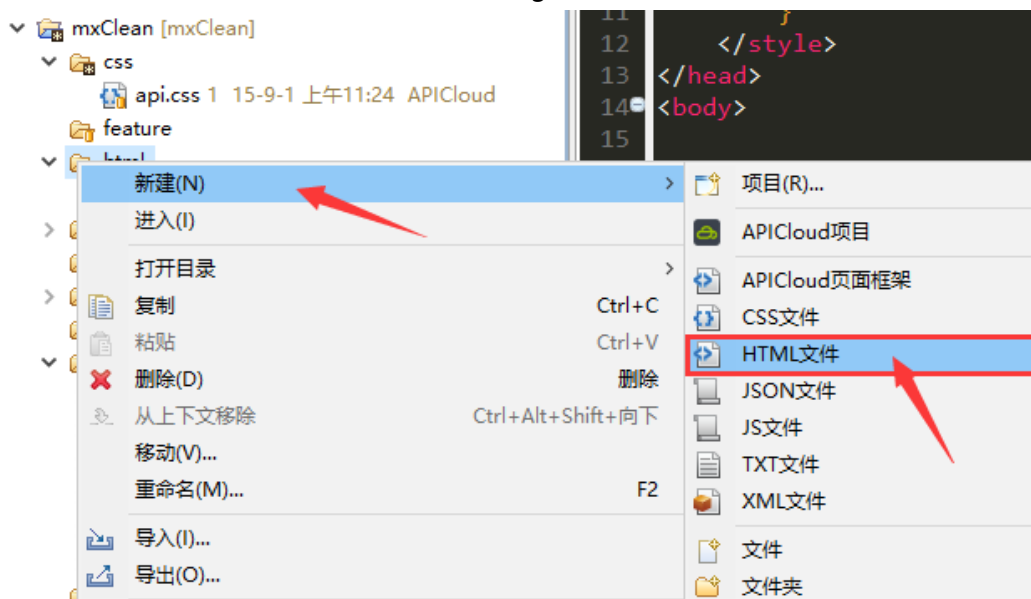 mxClean [mxClean]
css
api.css 1 15-9-1 上午11:24 APICloud
feature
html
11 }
12 </style>
13 </head>
14 <body>
15
新建(N)
进入(I)
打开目录
复制 Ctrl+C
粘贴 Ctrl+V
删除(D) 删除
从上下文移除 Ctrl+Alt+Shift+向下
移动(V)...
重命名(M)... F2
导入(I)...
导出(O)...
项目(R)...
APICloud项目
APICloud页面框架
CSS文件
HTML文件
JSON文件
JS文件
TXT文件
XML文件
文件
文件夹